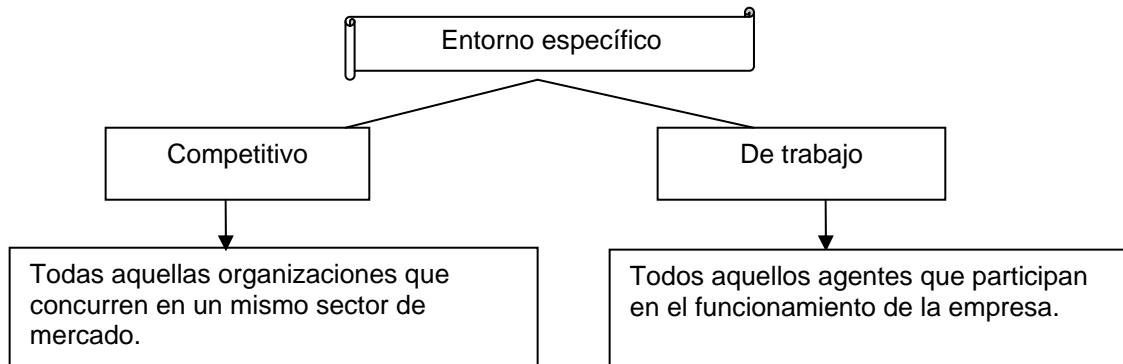 Entorno específico
Competitivo
De trabajo
Todas aquellas organizaciones que
concurren en un mismo sector de
mercado.
Todos aquellos agentes que participan
en el funcionamiento de la empresa.